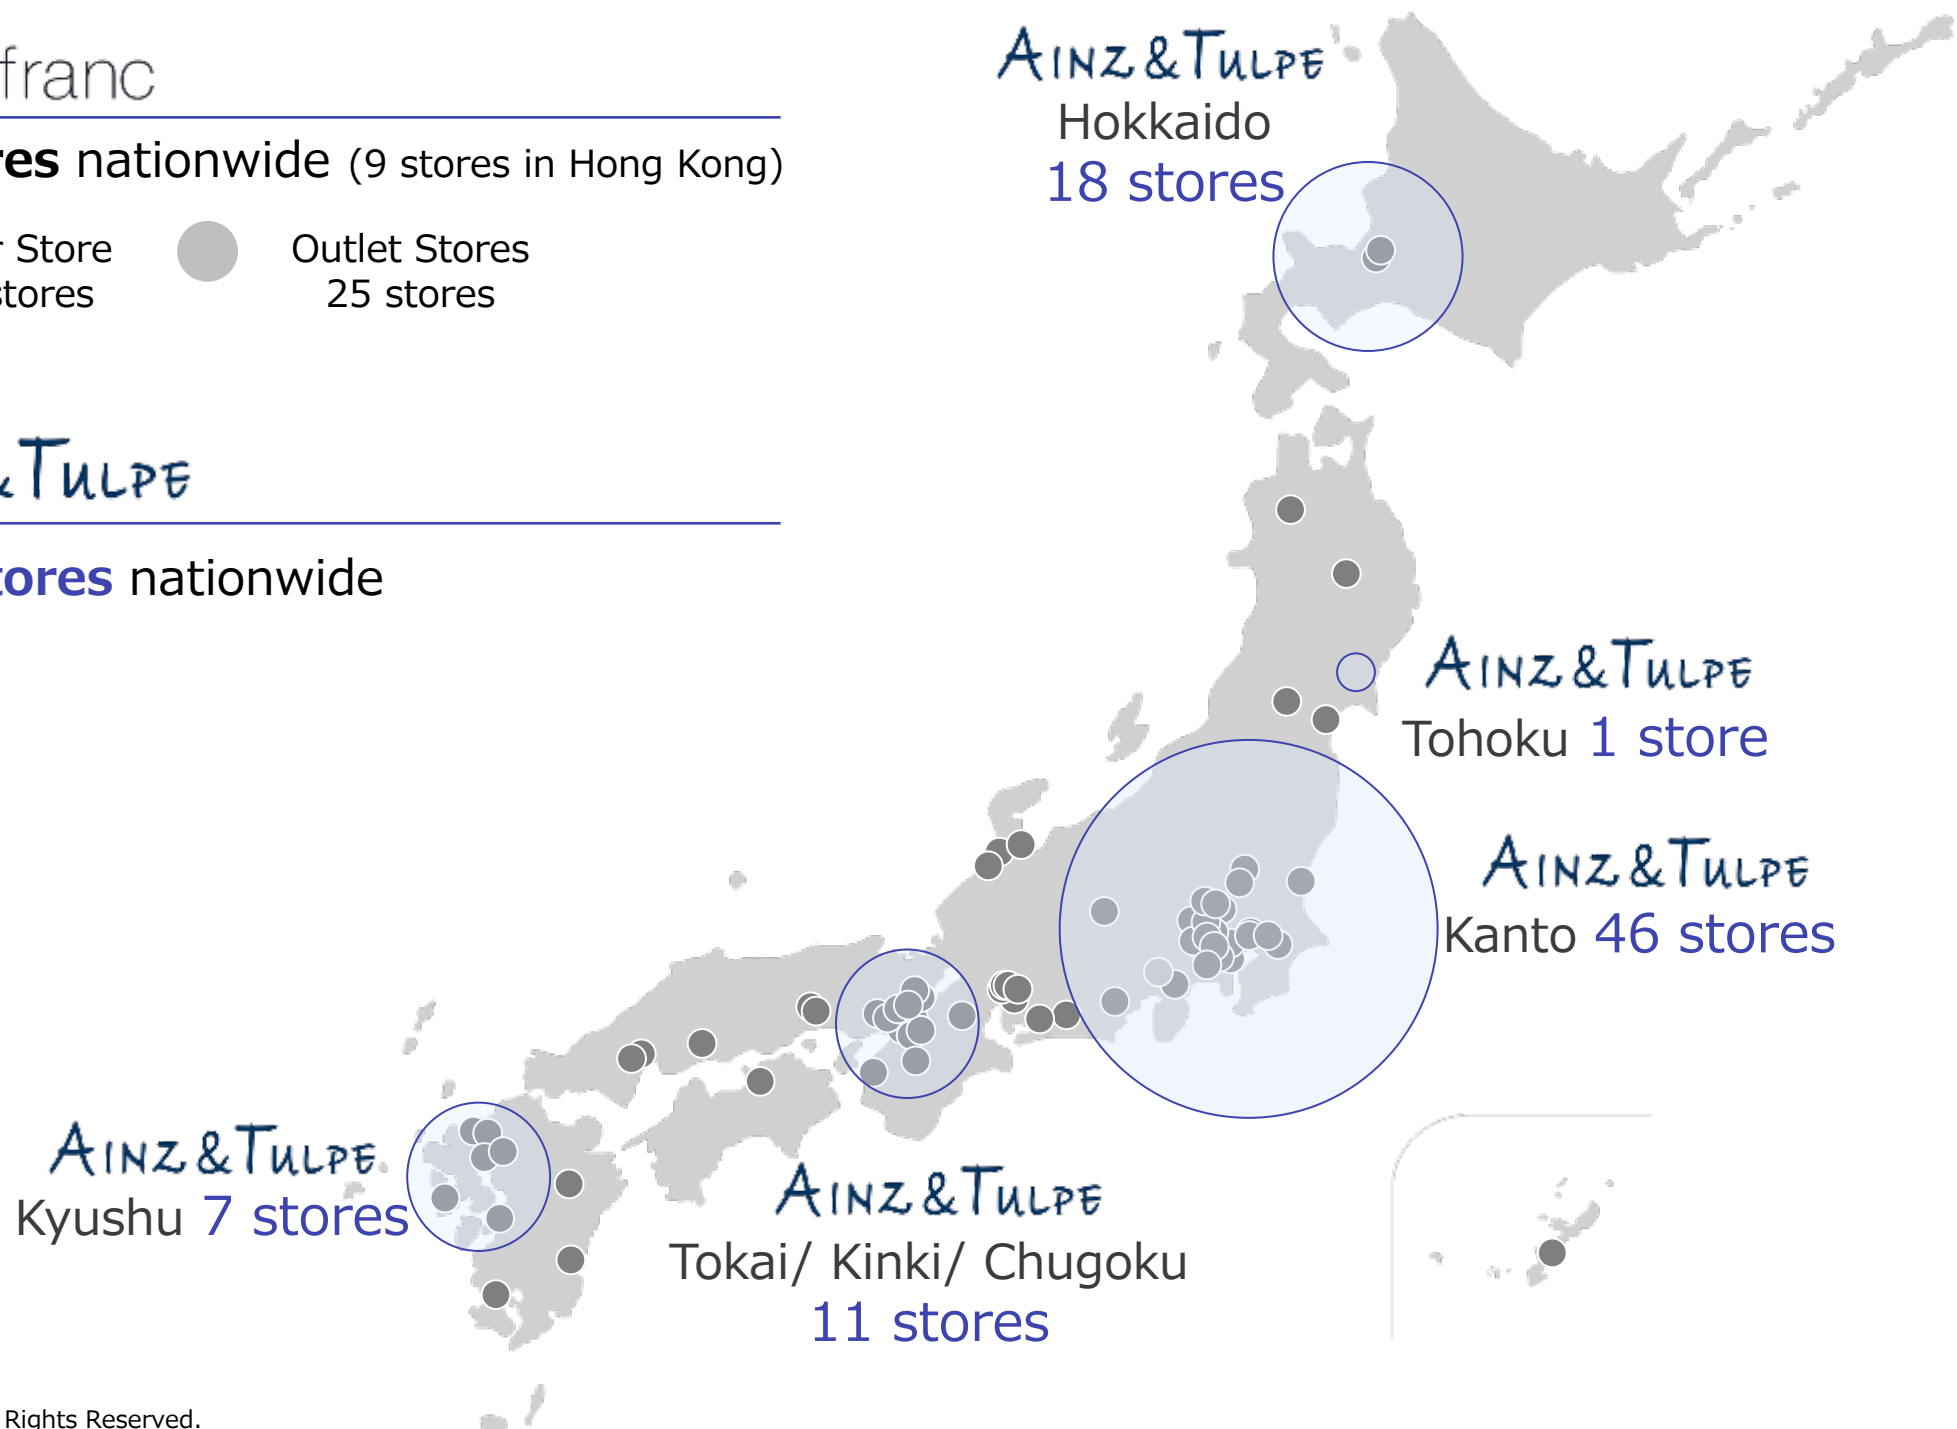 franc
res nationwide (9 stores in Hong Kong)
r Store
stores
Outlet Stores
25 stores
&TULPE
tores nationwide
AINZ&TULPE
Hokkaido
18 stores
AINZ&TULPE
Tohoku 1 store
AINZ&TULPE
Kanto 46 stores
AINZ&TULPE
Kyushu 7 stores
AINZ&TULPE
Tokai/ Kinki/ Chugoku
11 stores
Rights Reserved.